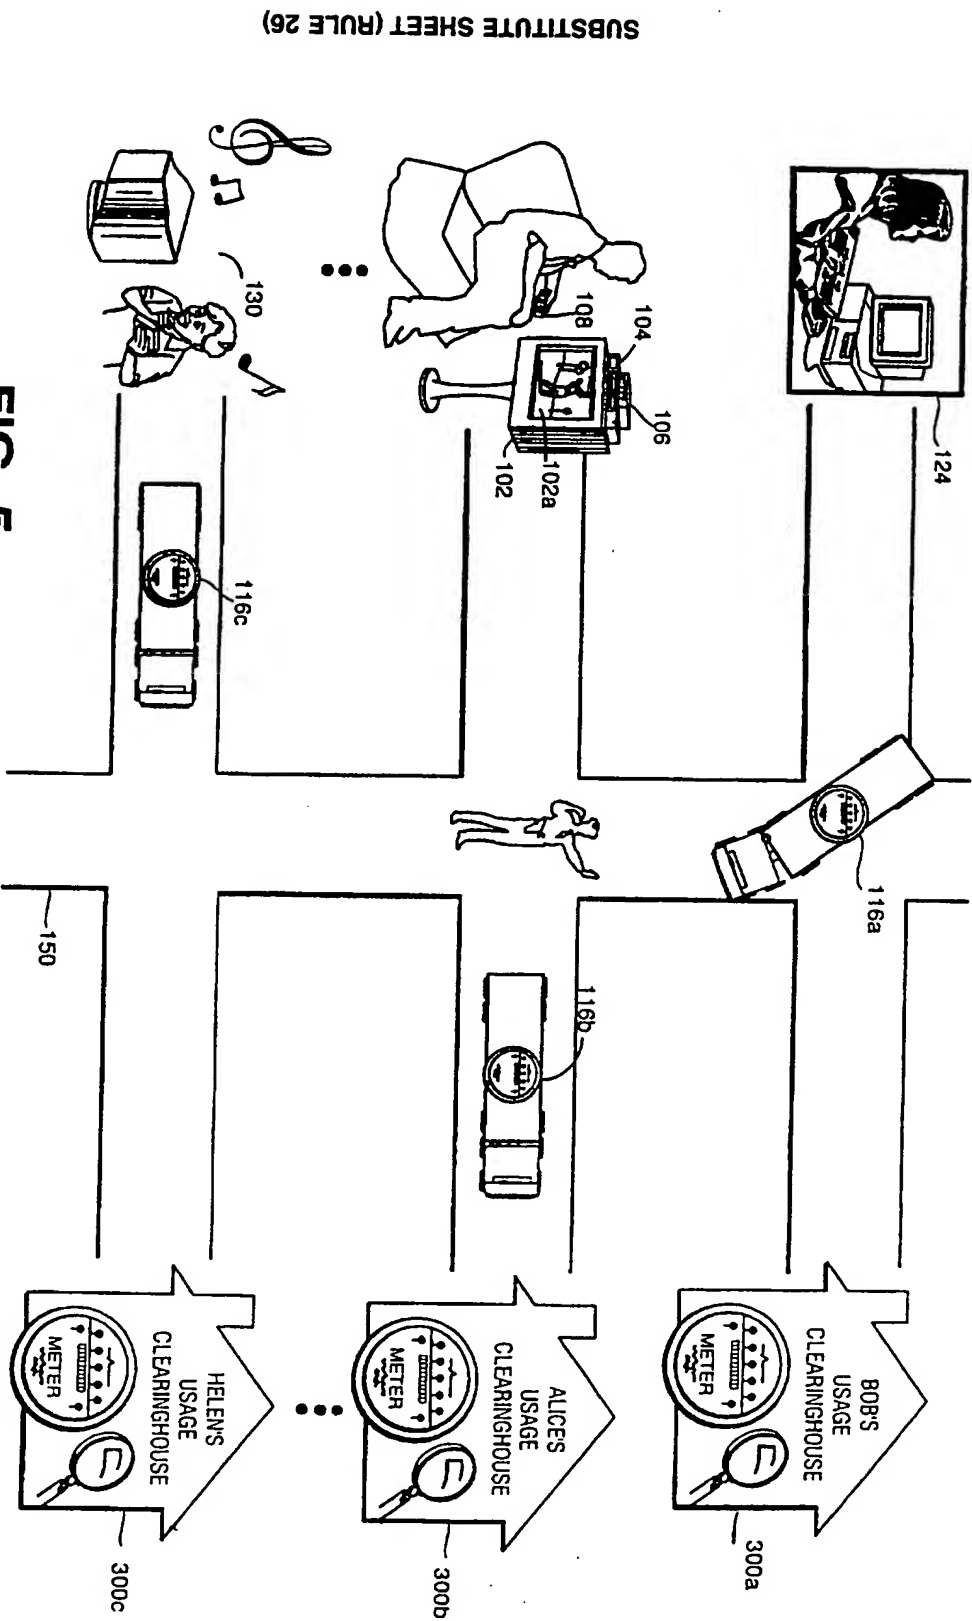 SUBSTITUTE SHEET (RULE 26)
124
116a
BOB'S
USAGE
CLEARINGHOUSE
METER
300a
104
106
108
102a
102
116b
ALICE'S
USAGE
CLEARINGHOUSE
METER
300b
130
116c
150
HELEN'S
USAGE
CLEARINGHOUSE
METER
300c
FIG. 5